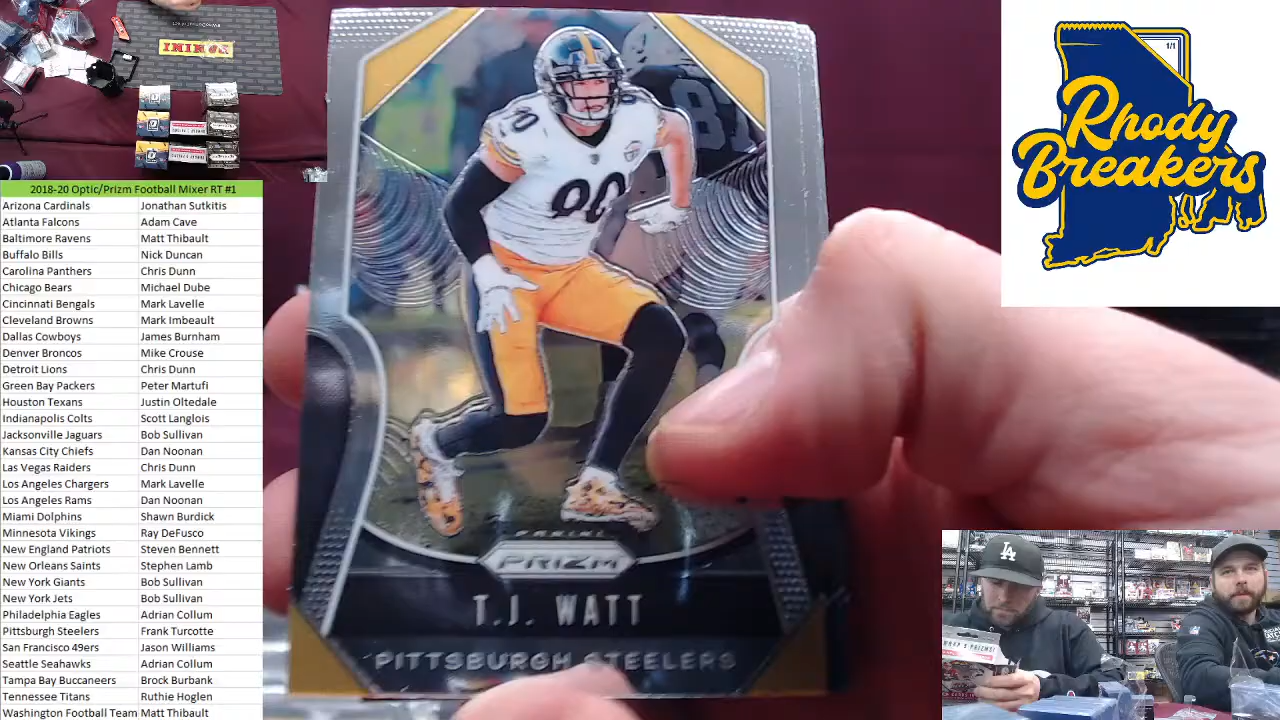 2018-20 Optic/Prizm Football Mixer RT #1
Arizona Cardinals Jonathan Sutkitis
Atlanta Falcons Adam Cave
Baltimore Ravens Matt Thibault
Buffalo Bills Nick Duncan
Carolina Panthers Chris Dunn
Chicago Bears Michael Dube
Cincinnati Bengals Mark Lavelle
Cleveland Browns Mark Imbeault
Dallas Cowboys James Burnham
Denver Broncos Mike Crouse
Detroit Lions Chris Dunn
Green Bay Packers Peter Martufi
Houston Texans Justin Oltedale
Indianapolis Colts Scott Langlois
Jacksonville Jaguars Bob Sullivan
Kansas City Chiefs Dan Noonan
Las Vegas Raiders Chris Dunn
Los Angeles Chargers Mark Lavelle
Los Angeles Rams Dan Noonan
Miami Dolphins Shawn Burdick
Minnesota Vikings Ray DeFusco
New England Patriots Steven Bennett
New Orleans Saints Stephen Lamb
New York Giants Bob Sullivan
New York Jets Bob Sullivan
Philadelphia Eagles Adrian Collum
Pittsburgh Steelers Frank Turcotte
San Francisco 49ers Jason Williams
Seattle Seahawks Adrian Collum
Tampa Bay Buccaneers Brock Burbank
Tennessee Titans Ruthie Hoglen
Washington Football Team Matt Thibault
90
90
87
PANINI
PRIZM
T.J. WATT
PITTSBURGH STEELERS
1/1
Rhody
Breakers
LA